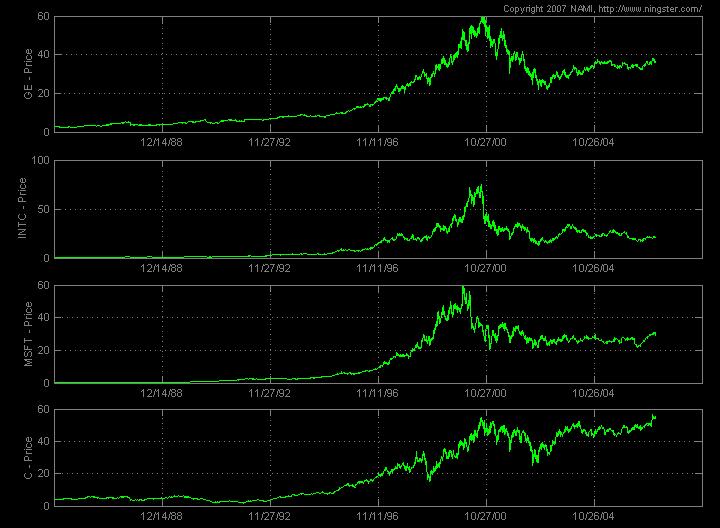 Copyright 2007 NAMI, http://www.ningster.com/
GE - Price
60
40
20
0
12/14/88 11/27/92 11/11/96 10/27/00 10/26/04
INTC - Price
100
50
0
12/14/88 11/27/92 11/11/96 10/27/00 10/26/04
MSFT - Price
60
40
20
0
12/14/88 11/27/92 11/11/96 10/27/00 10/26/04
C - Price
60
40
20
0
12/14/88 11/27/92 11/11/96 10/27/00 10/26/04